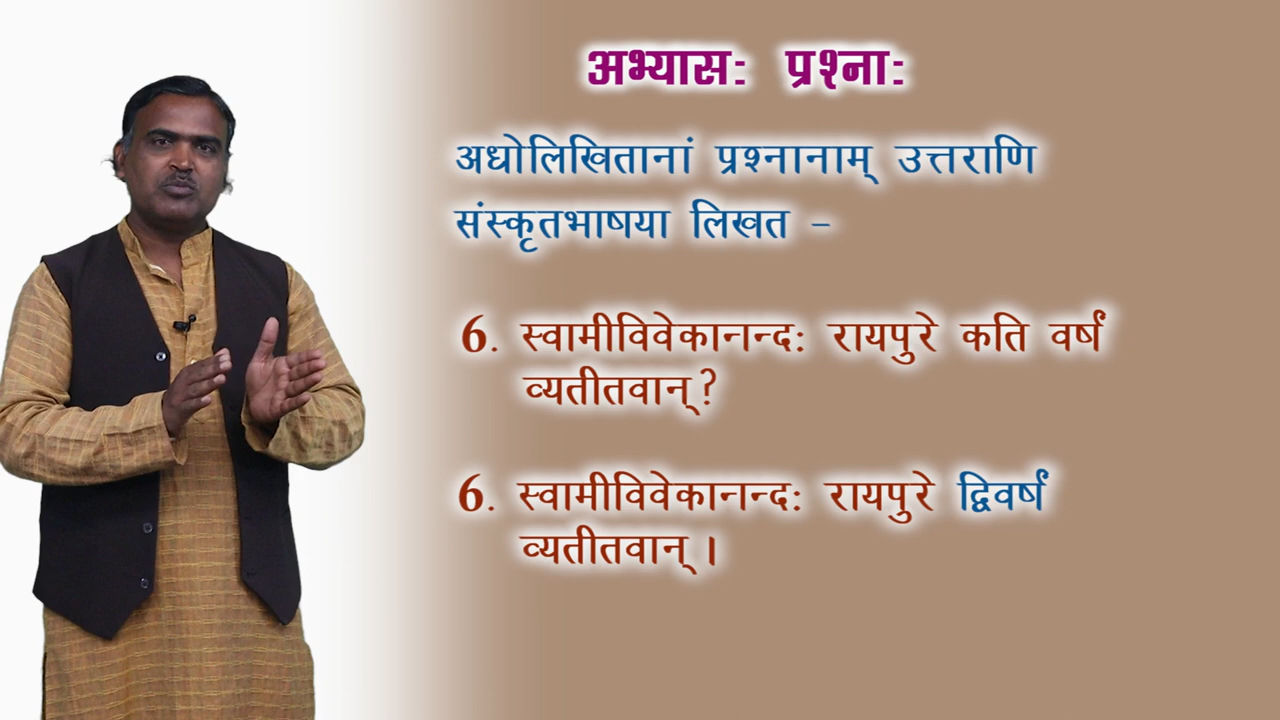 अभ्यासः प्रश्नाः
अधोलिखितानां प्रश्नानाम् उत्तराणि
संस्कृतभाषया लिखत –
6. स्वामीविवेकानन्दः रायपुरे कति वर्षं
व्यतीतवान्?
6. स्वामीविवेकानन्दः रायपुरे द्विवर्षं
व्यतीतवान्।